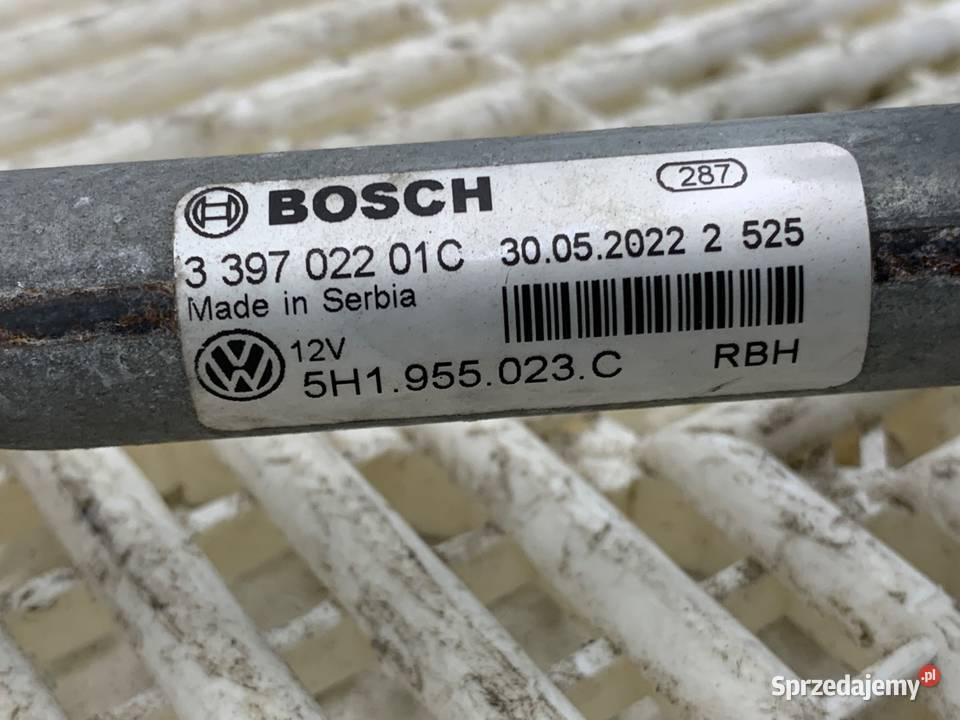 BOSCH 287
3 397 022 01C 30.05.2022 2 525
Made in Serbia
12V
5H1.955.023.C RBH
Sprzedajemy.pl